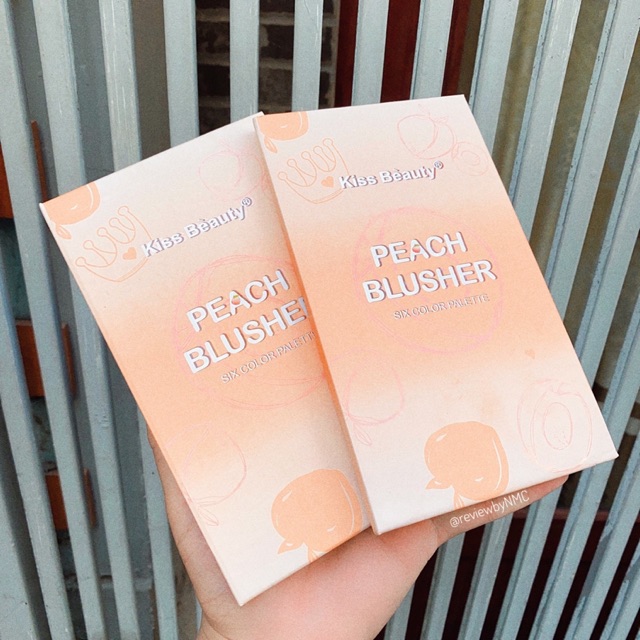 Kiss Beauty®
PEACH
BLUSHER
SIX COLOR PALETTE
Kiss Beauty®
PEACH
BLUSHER
SIX COLOR PALETTE
@reviewbyNMC